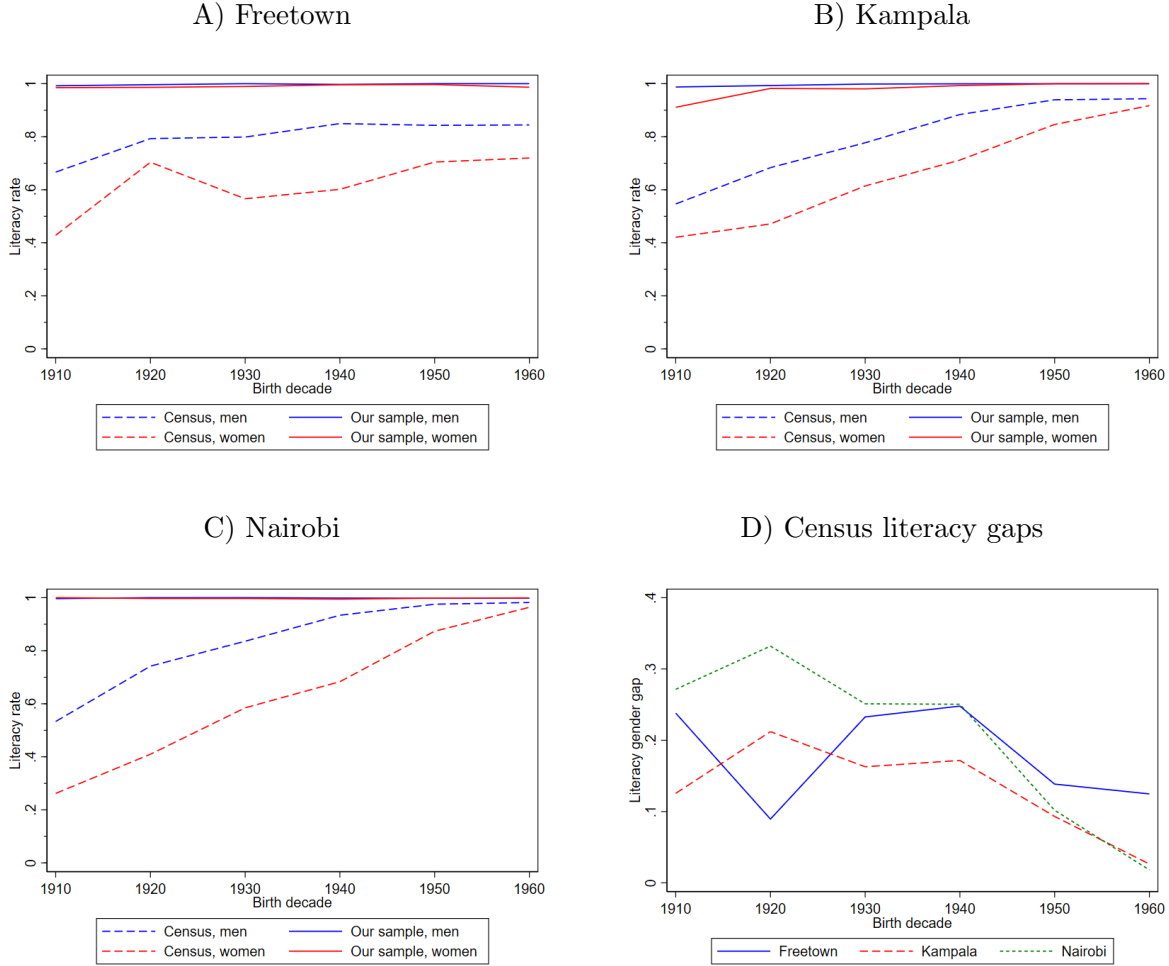 A) Freetown
Literacy rate
0 .2 .4 .6 .8 1
1910 1920 1930 1940 1950 1960
Birth decade
Census, men Our sample, men
Census, women Our sample, women
B) Kampala
Literacy rate
0 .2 .4 .6 .8 1
1910 1920 1930 1940 1950 1960
Birth decade
Census, men Our sample, men
Census, women Our sample, women
C) Nairobi
Literacy rate
0 .2 .4 .6 .8 1
1910 1920 1930 1940 1950 1960
Birth decade
Census, men Our sample, men
Census, women Our sample, women
D) Census literacy gaps
Literacy gender gap
0 .1 .2 .3 .4
1910 1920 1930 1940 1950 1960
Birth decade
Freetown Kampala Nairobi